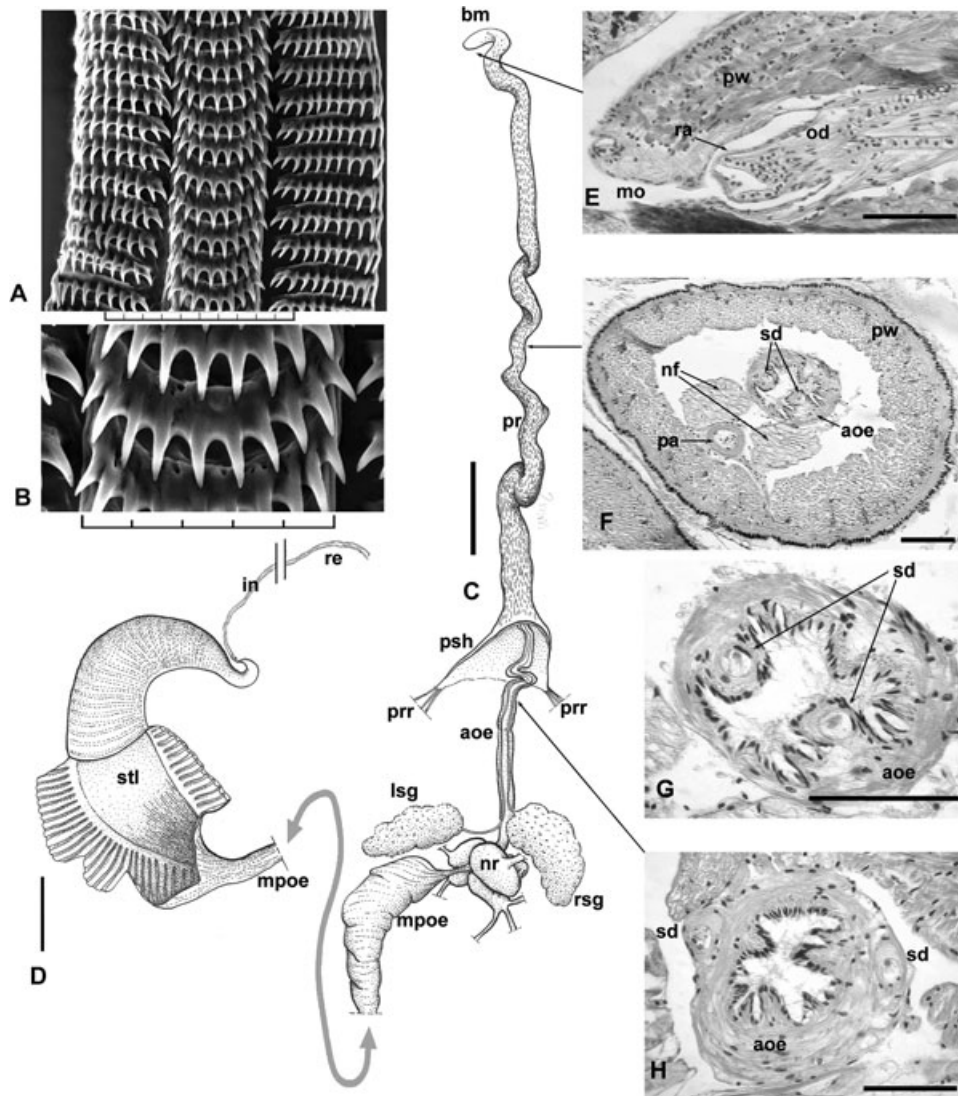 bm
A
B
pw
ra
od
mo
E
pr
C
sd
pw
nf
pa
aoe
F
in
re
psh
prr
prr
stl
mpoe
D
aoe
lsg
nr
rsg
mpoe
sd
aoe
G
sd
sd
aoe
H